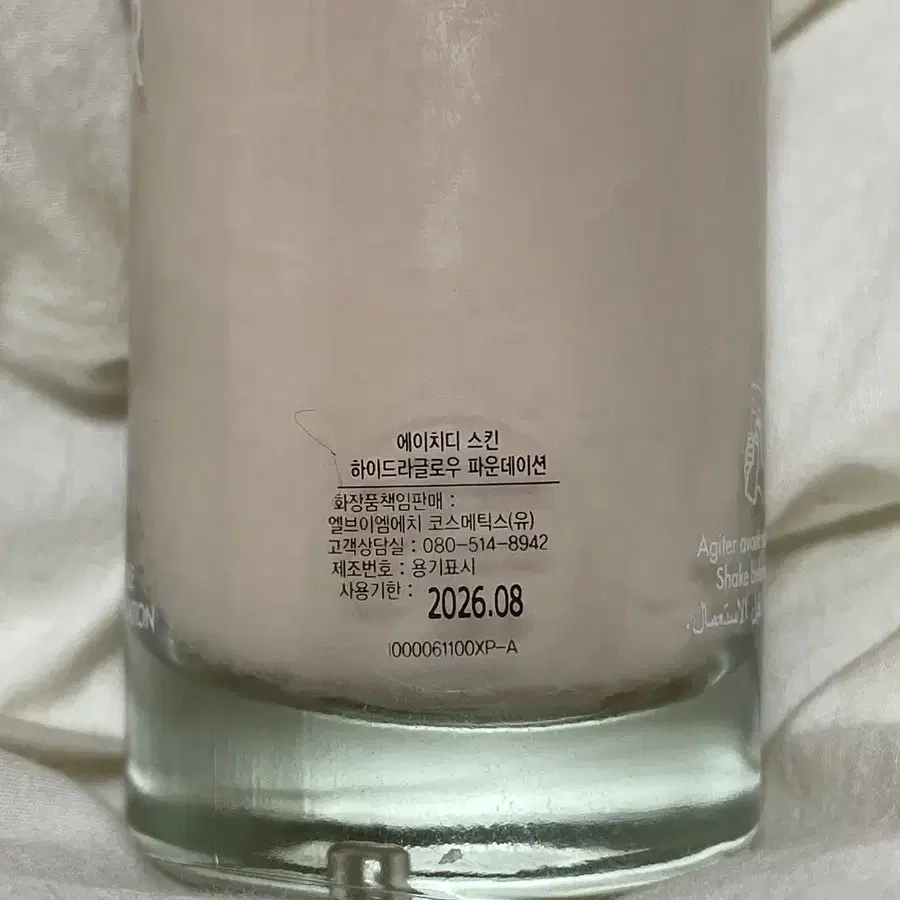 에이치디 스킨
하이드라글로우 파운데이션
화장품책임판매 :
엘브이엠에치 코스메틱스(유)
고객상담실 : 080-514-8942
제조번호 : 용기표시
사용기한 : 2026.08
I000061100XP-A
Agiter
Shake
الاستعمال.